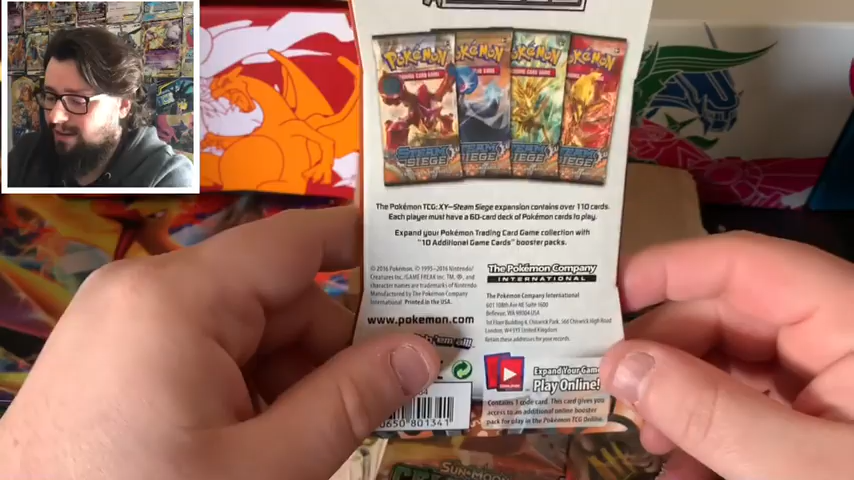 POKÉMON POKÉMON POKÉMON POKÉMON
STEAM SIEGE STEAM SIEGE STEAM SIEGE STEAM SIEGE
The Pokémon TCG: XY—Steam Siege expansion contains over 110 cards.
Each player must have a 60-card deck of Pokémon cards to play.
Expand your Pokémon Trading Card Game collection with
"10 Additional Game Cards" booster packs.
©2016 Pokémon. ©1995–2016 Nintendo/
Creatures Inc./GAME FREAK inc. TM, ®, and
character names are trademarks of Nintendo.
Manufactured by The Pokémon Company
International Printed in the USA.
www.pokemon.com
The Pokémon Company
INTERNATIONAL
The Pokémon Company International
601 108th Ave NE Suite 1600
Bellevue, WA 98004 USA
Retain these addresses for your records.
Expand Your Game
Play Online!
Contains 1 code card. This card gives you
access to an additional online booster
pack for play in the Pokémon TCG Online.
0650 801341
SUN & MOON